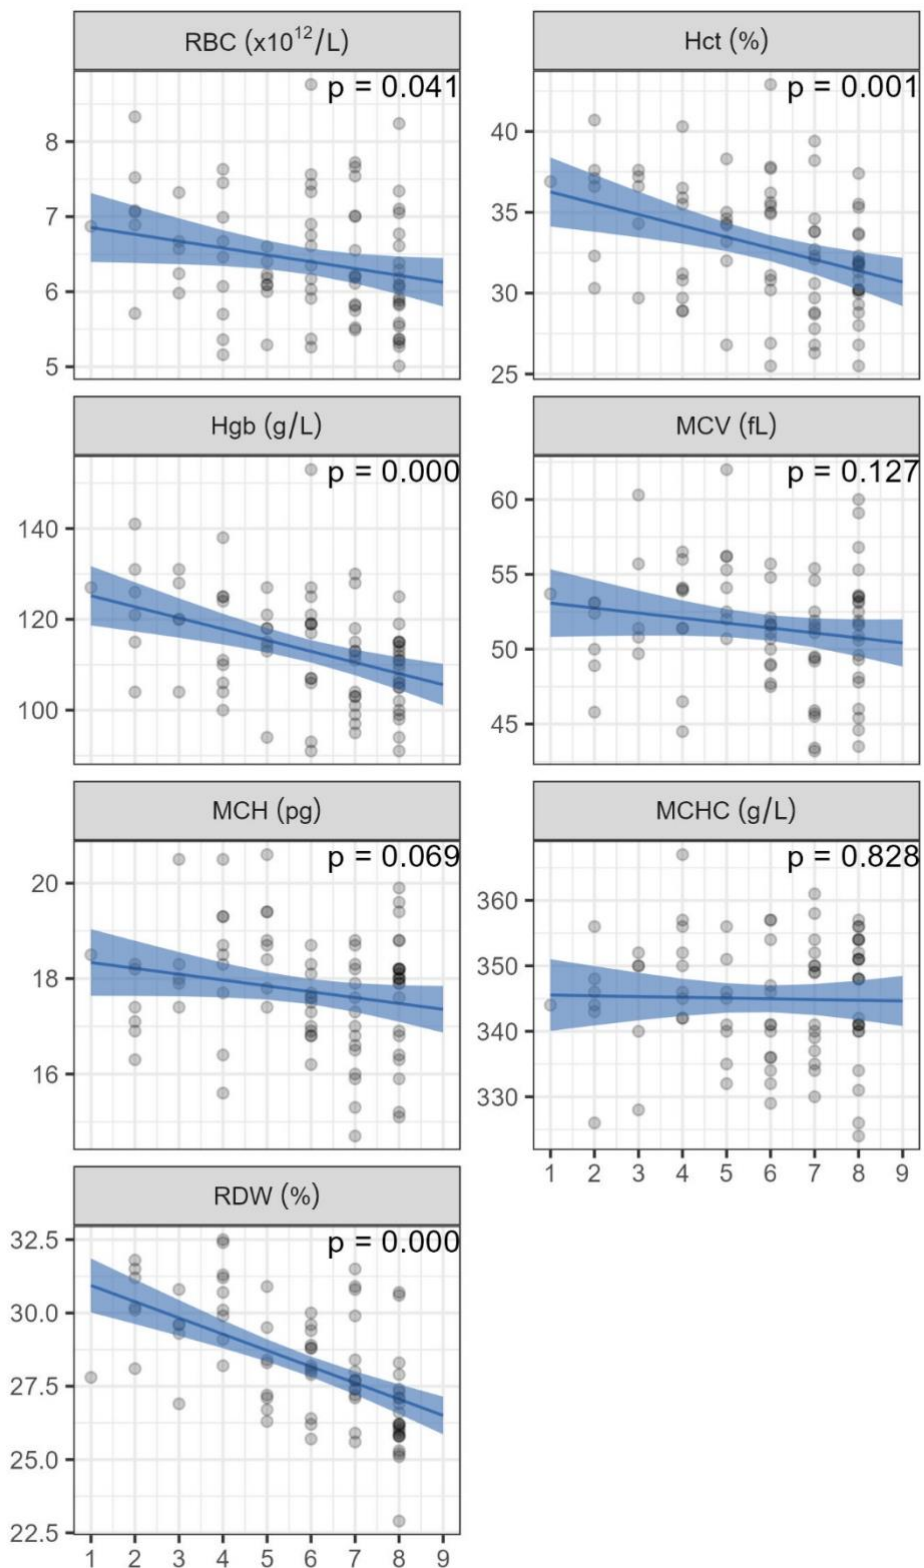 RBC (x10¹²/L)
p = 0.041
8
7
6
5
Hct (%)
p = 0.001
40
35
30
25
Hgb (g/L)
p = 0.000
140
120
100
MCV (fL)
p = 0.127
60
55
50
45
MCH (pg)
p = 0.069
20
18
16
MCHC (g/L)
p = 0.828
360
350
340
330
1 2 3 4 5 6 7 8 9
RDW (%)
p = 0.000
32.5
30.0
27.5
25.0
22.5
1 2 3 4 5 6 7 8 9